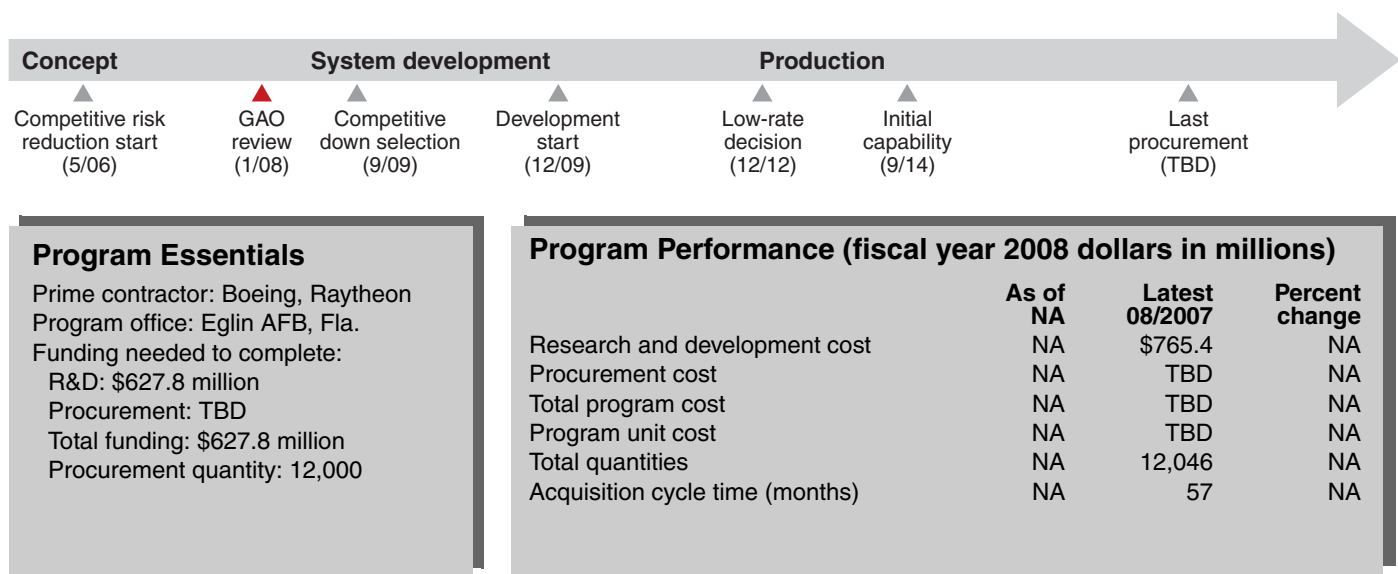 Concept System development Production
Competitive risk reduction start (5/06)
GAO review (1/08)
Competitive down selection (9/09)
Development start (12/09)
Low-rate decision (12/12)
Initial capability (9/14)
Last procurement (TBD)
Program Essentials
Prime contractor: Boeing, Raytheon
Program office: Eglin AFB, Fla.
Funding needed to complete:
R&D: $627.8 million
Procurement: TBD
Total funding: $627.8 million
Procurement quantity: 12,000
Program Performance (fiscal year 2008 dollars in millions)
As of NA Latest 08/2007 Percent change
Research and development cost NA $765.4 NA
Procurement cost NA TBD NA
Total program cost NA TBD NA
Program unit cost NA TBD NA
Total quantities NA 12,046 NA
Acquisition cycle time (months) NA 57 NA